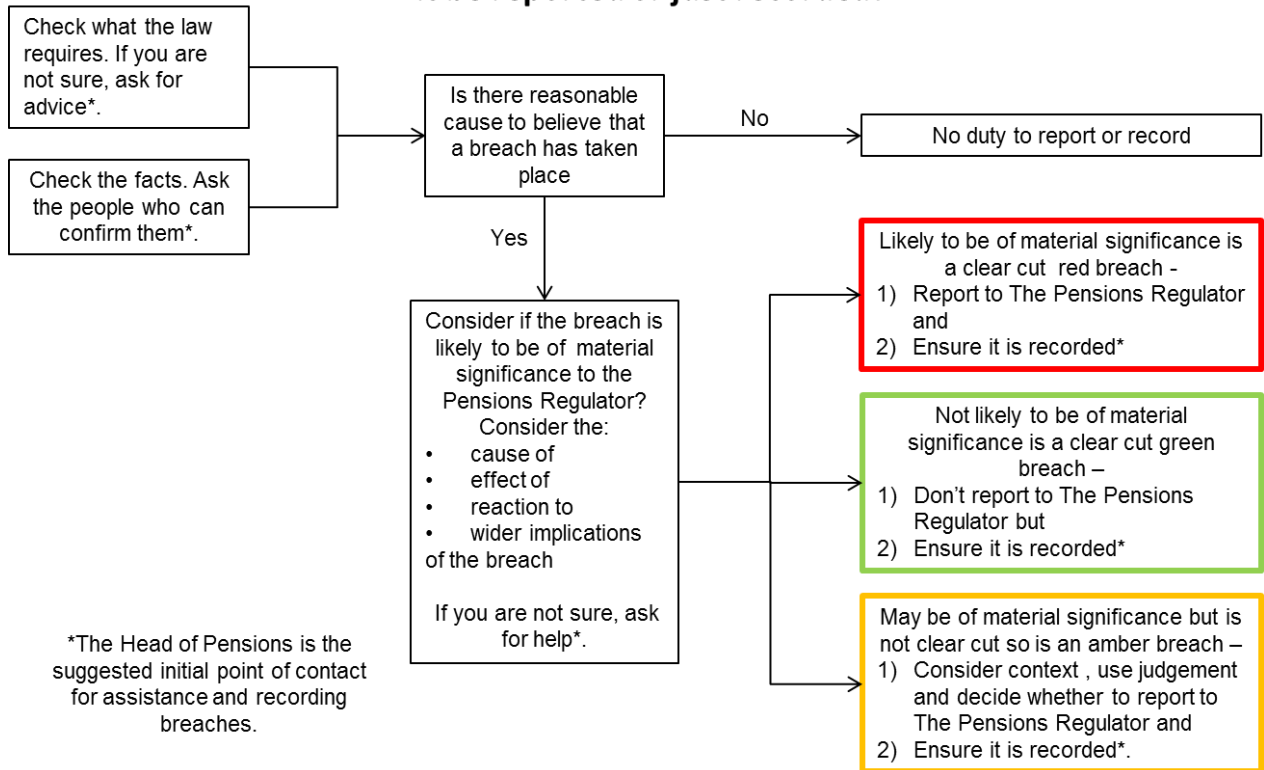 Check what the law
requires. If you are
not sure, ask for
advice*.
Check the facts. Ask
the people who can
confirm them*.
Is there reasonable
cause to believe that
a breach has taken
place
No
No duty to report or record
Yes
Consider if the breach is
likely to be of material
significance to the
Pensions Regulator?
Consider the:
• cause of
• effect of
• reaction to
• wider implications
of the breach
If you are not sure, ask
for help*.
Likely to be of material significance is
a clear cut red breach -
1) Report to The Pensions Regulator
and
2) Ensure it is recorded*
Not likely to be of material
significance is a clear cut green
breach –
1) Don’t report to The Pensions
Regulator but
2) Ensure it is recorded*
May be of material significance but is
not clear cut so is an amber breach –
1) Consider context , use judgement
and decide whether to report to
The Pensions Regulator and
2) Ensure it is recorded*.
*The Head of Pensions is the
suggested initial point of contact
for assistance and recording
breaches.